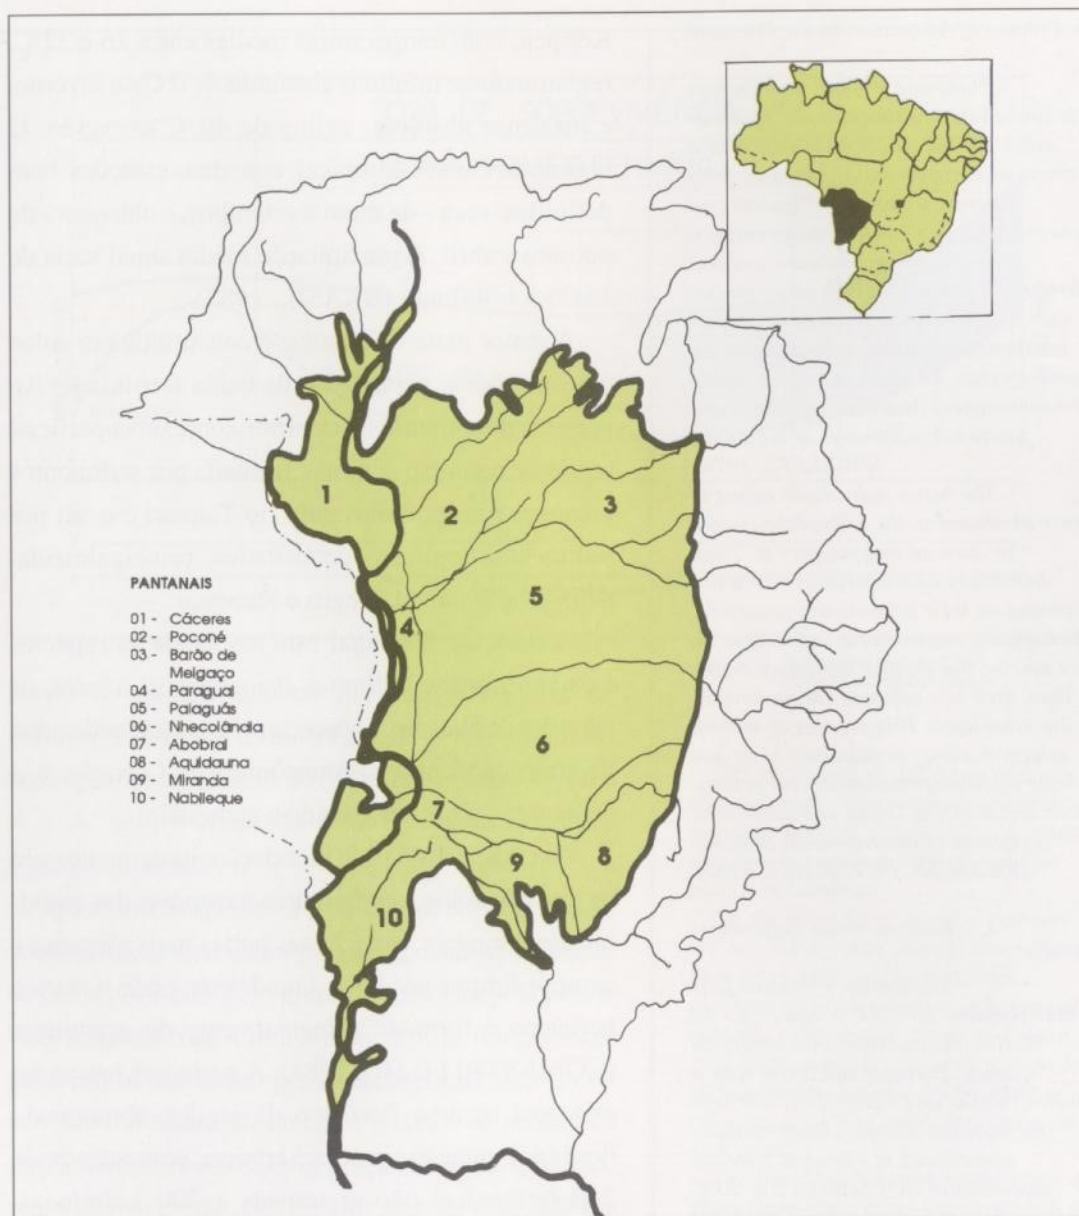 PANTANAIS
01 - Cáceres
02 - Poconé
03 - Barão de
Melgaço
04 - Paraguai
05 - Paiaguás
06 - Nhecolândia
07 - Abobral
08 - Aquidauna
09 - Miranda
10 - Nabileque
1
2
3
4
5
6
7
8
9
10